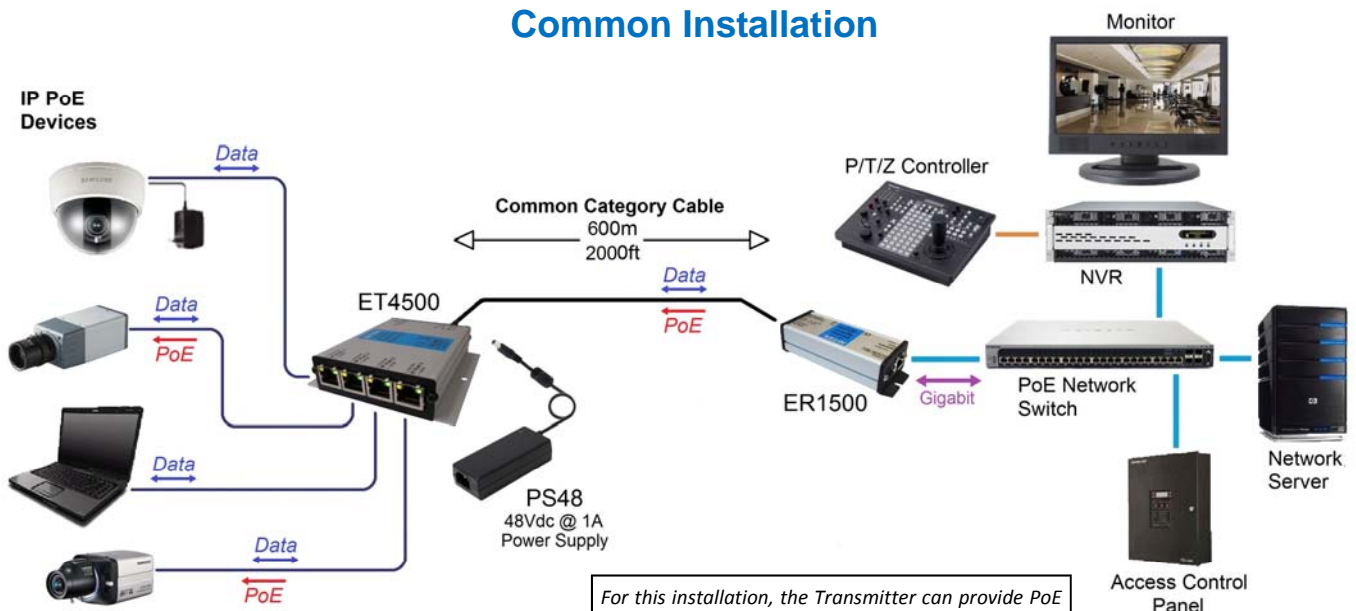 Common Installation
Monitor
IP PoE
Devices
Data
P/T/Z Controller
Common Category Cable
600m
2000ft
NVR
Data
PoE
Data
PoE
ET4500
ER1500
Gigabit
PoE Network
Switch
Data
PS48
48Vdc @ 1A
Power Supply
Network
Server
Data
PoE
Access Control
Panel
For this installation, the Transmitter can provide PoE